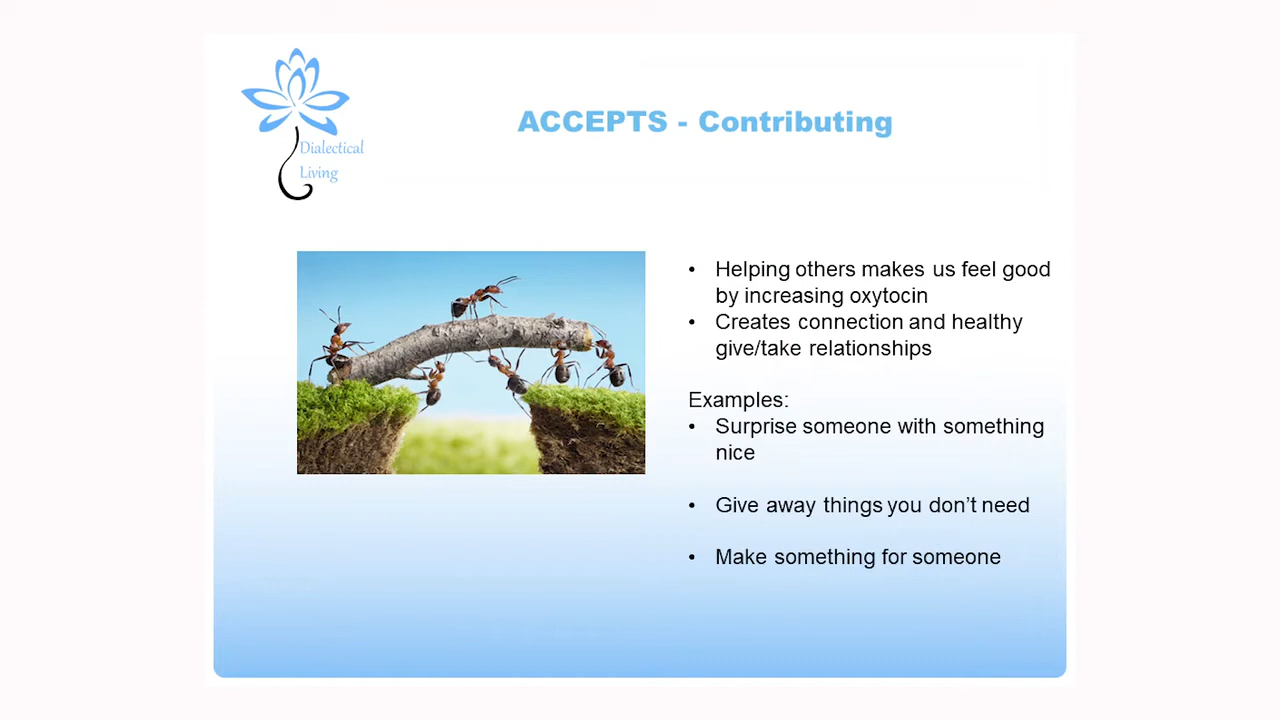 Dialectical
Living
ACCEPTS - Contributing
• Helping others makes us feel good
by increasing oxytocin
• Creates connection and healthy
give/take relationships
Examples:
• Surprise someone with something
nice
• Give away things you don’t need
• Make something for someone